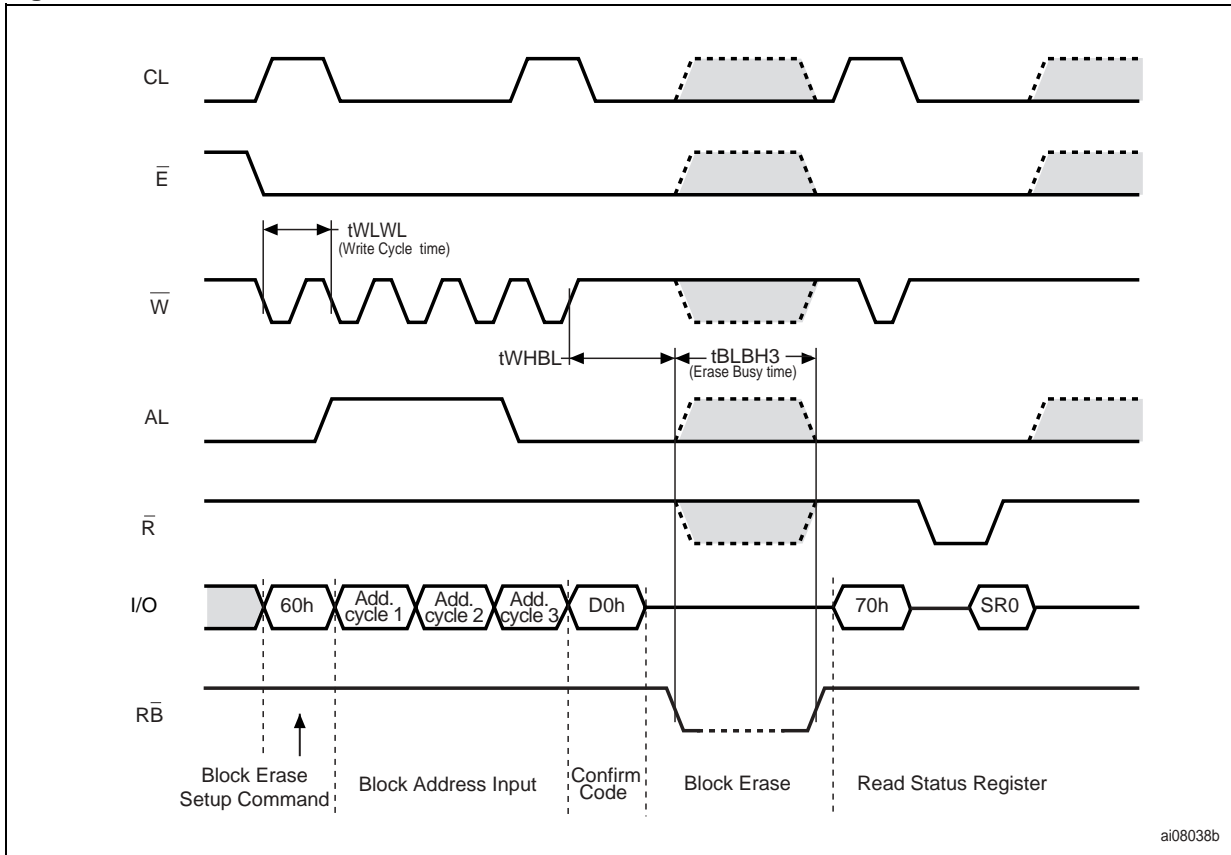 CL
E
tWLWL
(Write Cycle time)
W
tWHBL
tBLBH3
(Erase Busy time)
AL
R
I/O
60h
Add.
cycle 1
Add.
cycle 2
Add.
cycle 3
D0h
70h
SR0
RB
Block Erase
Setup Command
Block Address Input
Confirm
Code
Block Erase
Read Status Register
ai08038b